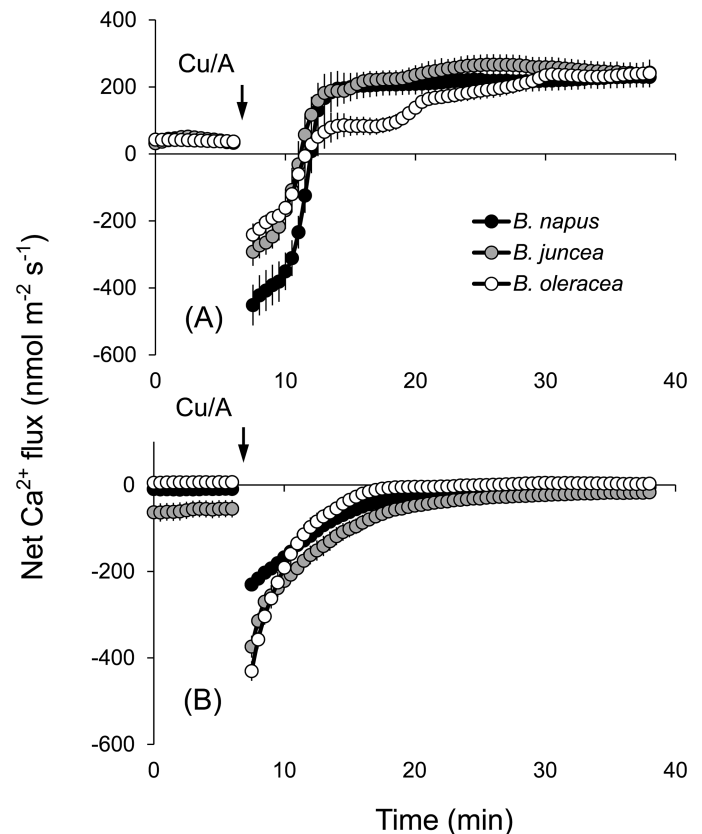 400
Cu/A
200
0
-200
B. napus
B. juncea
-400
B. oleracea
(A)
-600
0 10 20 30 40
Cu/A
Net Ca²⁺ flux (nmol m⁻² s⁻¹)
0
-200
-400
(B)
-600
0 10 20 30 40
Time (min)